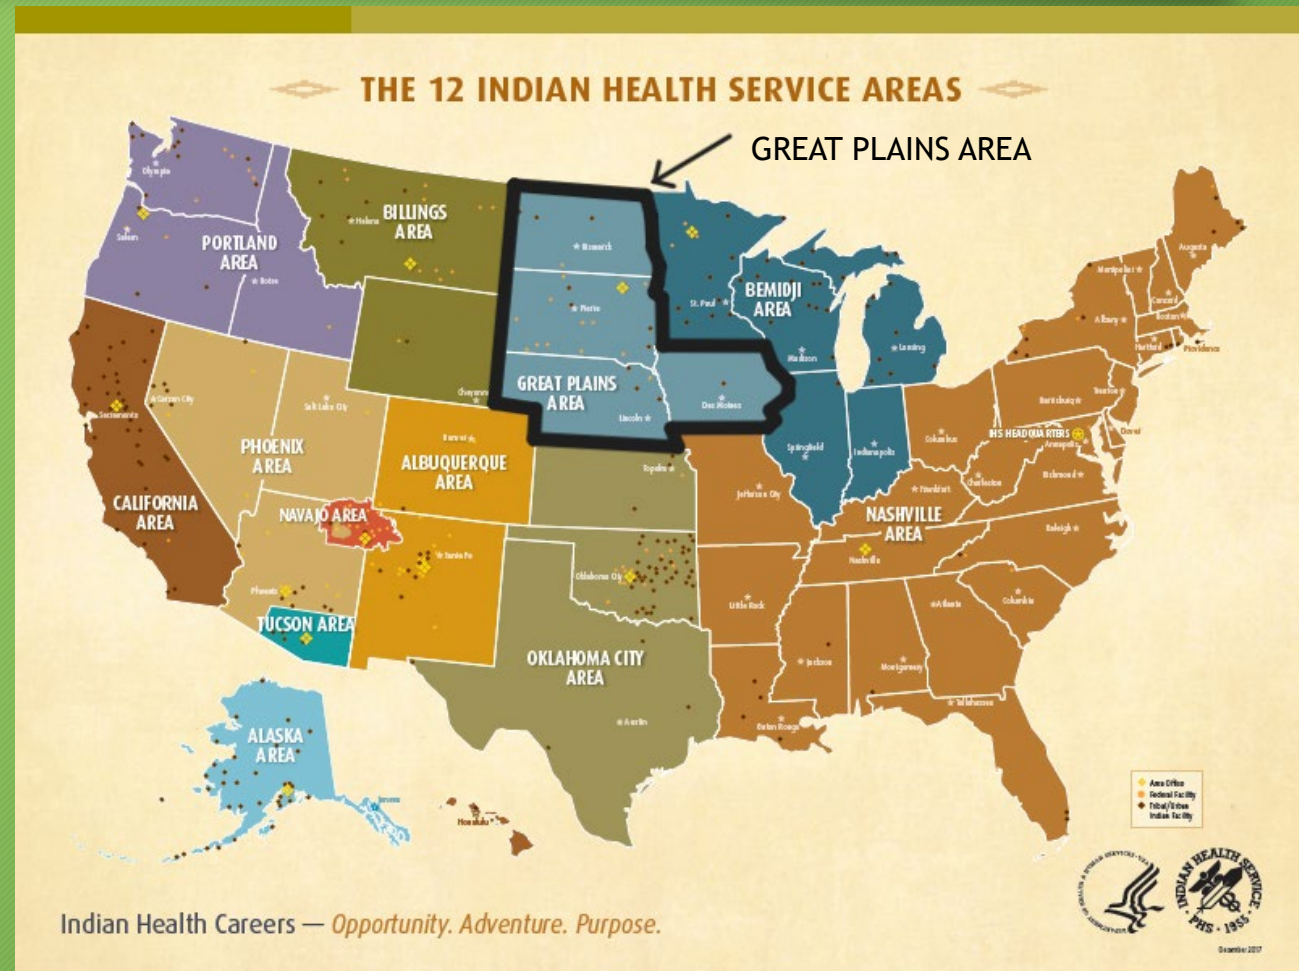 THE 12 INDIAN HEALTH SERVICE AREAS
GREAT PLAINS AREA
Olympia
Salem
PORTLAND
AREA
Boise
Helena
BILLINGS
AREA
Cheyenne
Bismarck
Pierre
GREAT PLAINS
AREA
Lincoln
Des Moines
St. Paul
BEMIDJI
AREA
Madison
Lansing
Springfield
Indianapolis
Sacramento
CALIFORNIA
AREA
Carson City
Salt Lake City
PHOENIX
AREA
Phoenix
NAVAJO AREA
TUCSON AREA
Denver
ALBUQUERQUE
AREA
Santa Fe
Topeka
Oklahoma City
OKLAHOMA CITY
AREA
Austin
Jefferson City
Little Rock
Baton Rouge
Jackson
Montgomery
Tallahassee
Atlanta
Columbia
Raleigh
NASHVILLE
AREA
Nashville
Frankfort
Charleston
Columbus
Richmond
IHS HEADQUARTERS
Annapolis
Dover
Harrisburg
Trenton
Albany
Hartford
Providence
Boston
Concord
Montpelier
Augusta
ALASKA
AREA
Juneau
Honolulu
Area Office
Federal Facility
Tribal/Urban
Indian Facility
INDIAN HEALTH SERVICE
PHS · 1955
December 2017
Indian Health Careers — Opportunity. Adventure. Purpose.